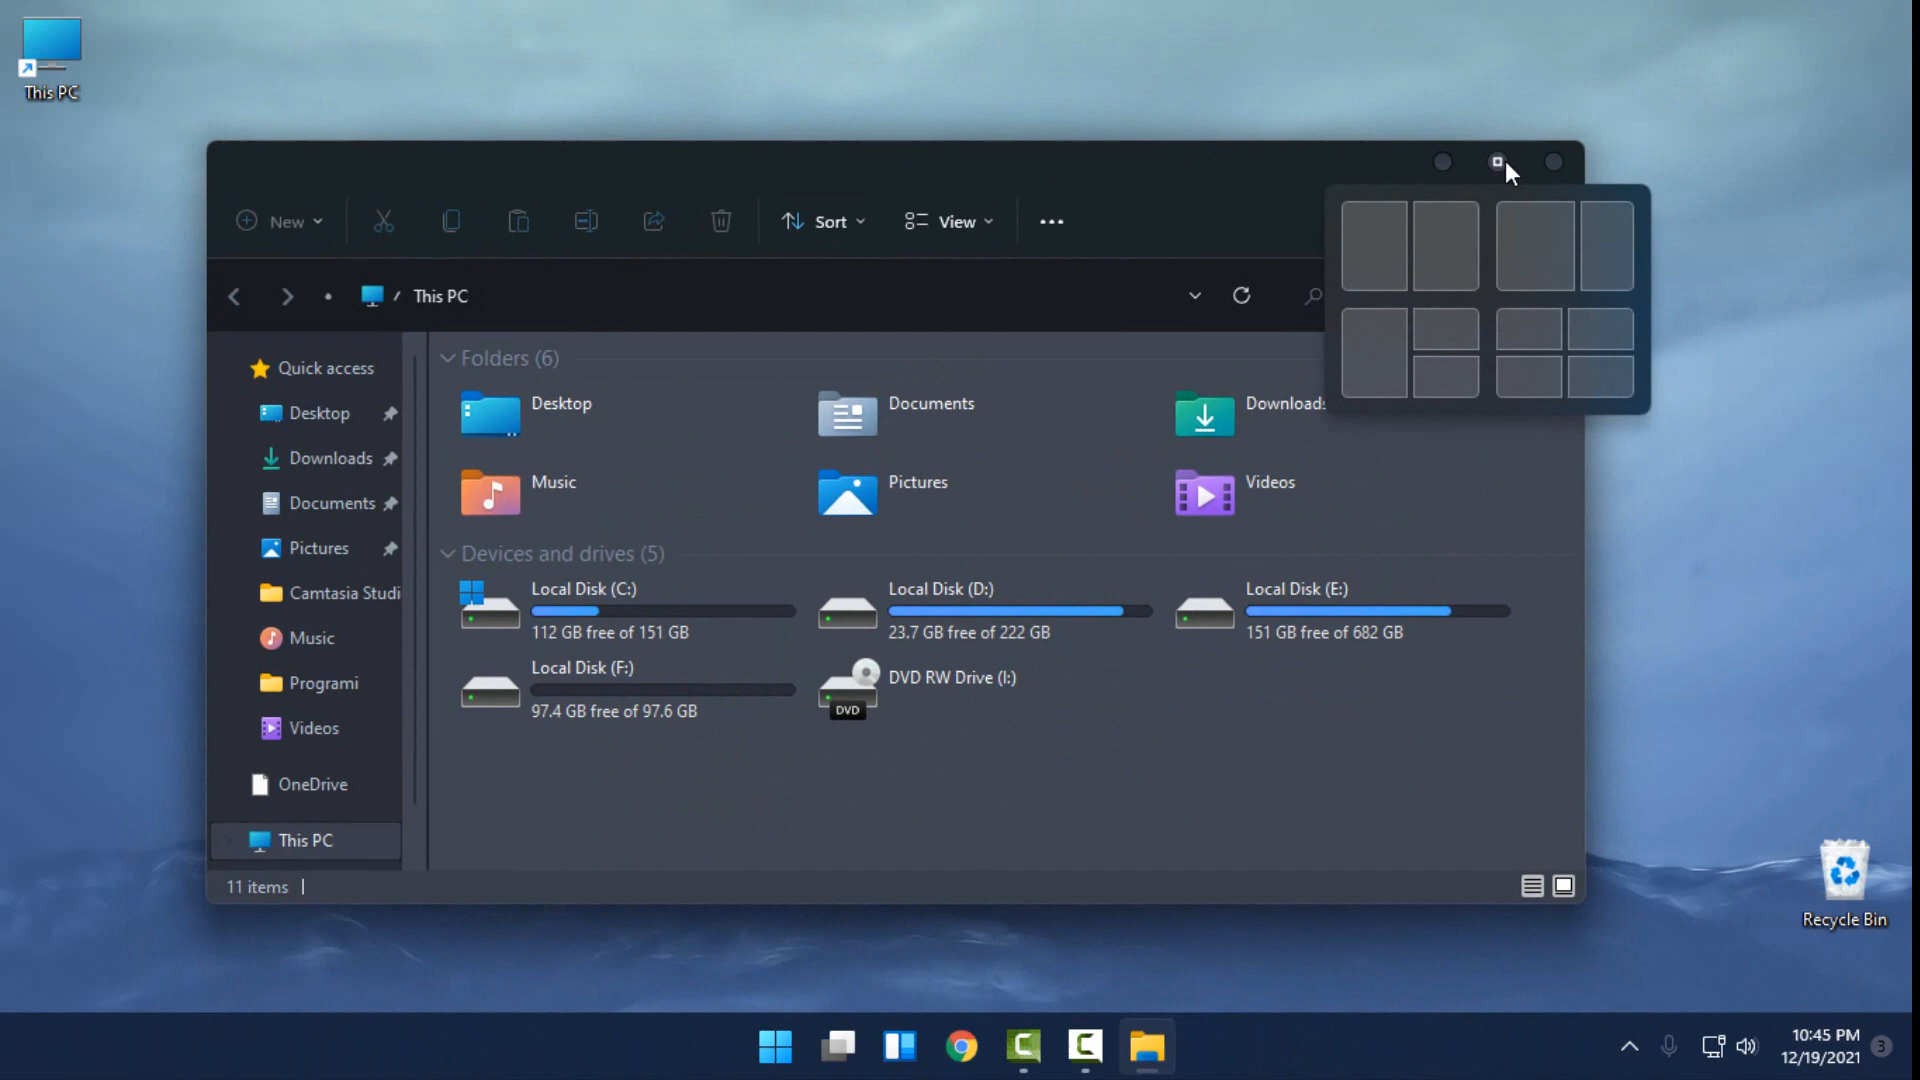 This PC
New
Sort
View
/ This PC
Quick access
Desktop
Downloads
Documents
Pictures
Camtasia Studi
Music
Programi
Videos
OneDrive
This PC
Folders (6)
Desktop
Documents
Downloads
Music
Pictures
Videos
Devices and drives (5)
Local Disk (C:)
112 GB free of 151 GB
Local Disk (D:)
23.7 GB free of 222 GB
Local Disk (E:)
151 GB free of 682 GB
Local Disk (F:)
97.4 GB free of 97.6 GB
DVD
DVD RW Drive (I:)
11 items
Recycle Bin
10:45 PM
12/19/2021
3